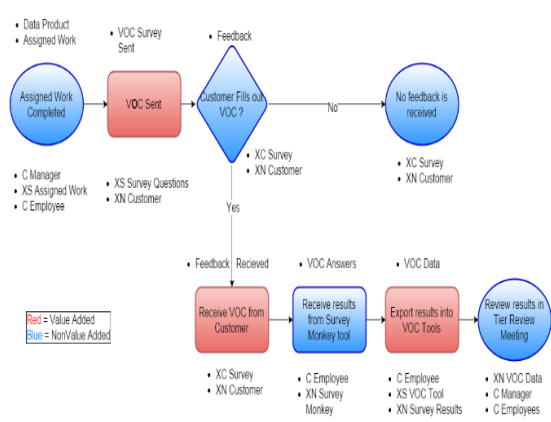 • Data Product
• Assigned Work
• VOC Survey
Sent
• Feedback
Assigned Work
Completed
VOC Sent
Customer Fills out
VOC ?
No
No feedback is
received
• C Manager
• XS Assigned Work
• C Employee
• XS Survey Questions
• XN Customer
• XC Survey
• XN Customer
• XC Survey
• XN Customer
Yes
• Feedback Recieved
• VOC Answers
• VOC Data
Receive VOC from
Customer
Receive results
from Survey
Monkey tool
Export results into
VOC Tools
Review results in
Tier Review
Meeting
Red = Value Added
Blue = NonValue Added
• XC Survey
• XN Customer
• C Employee
• XN Survey
Monkey
• C Employee
• XS VOC Tool
• XN Survey Results
• XN VOC Data
• C Manager
• C Employees